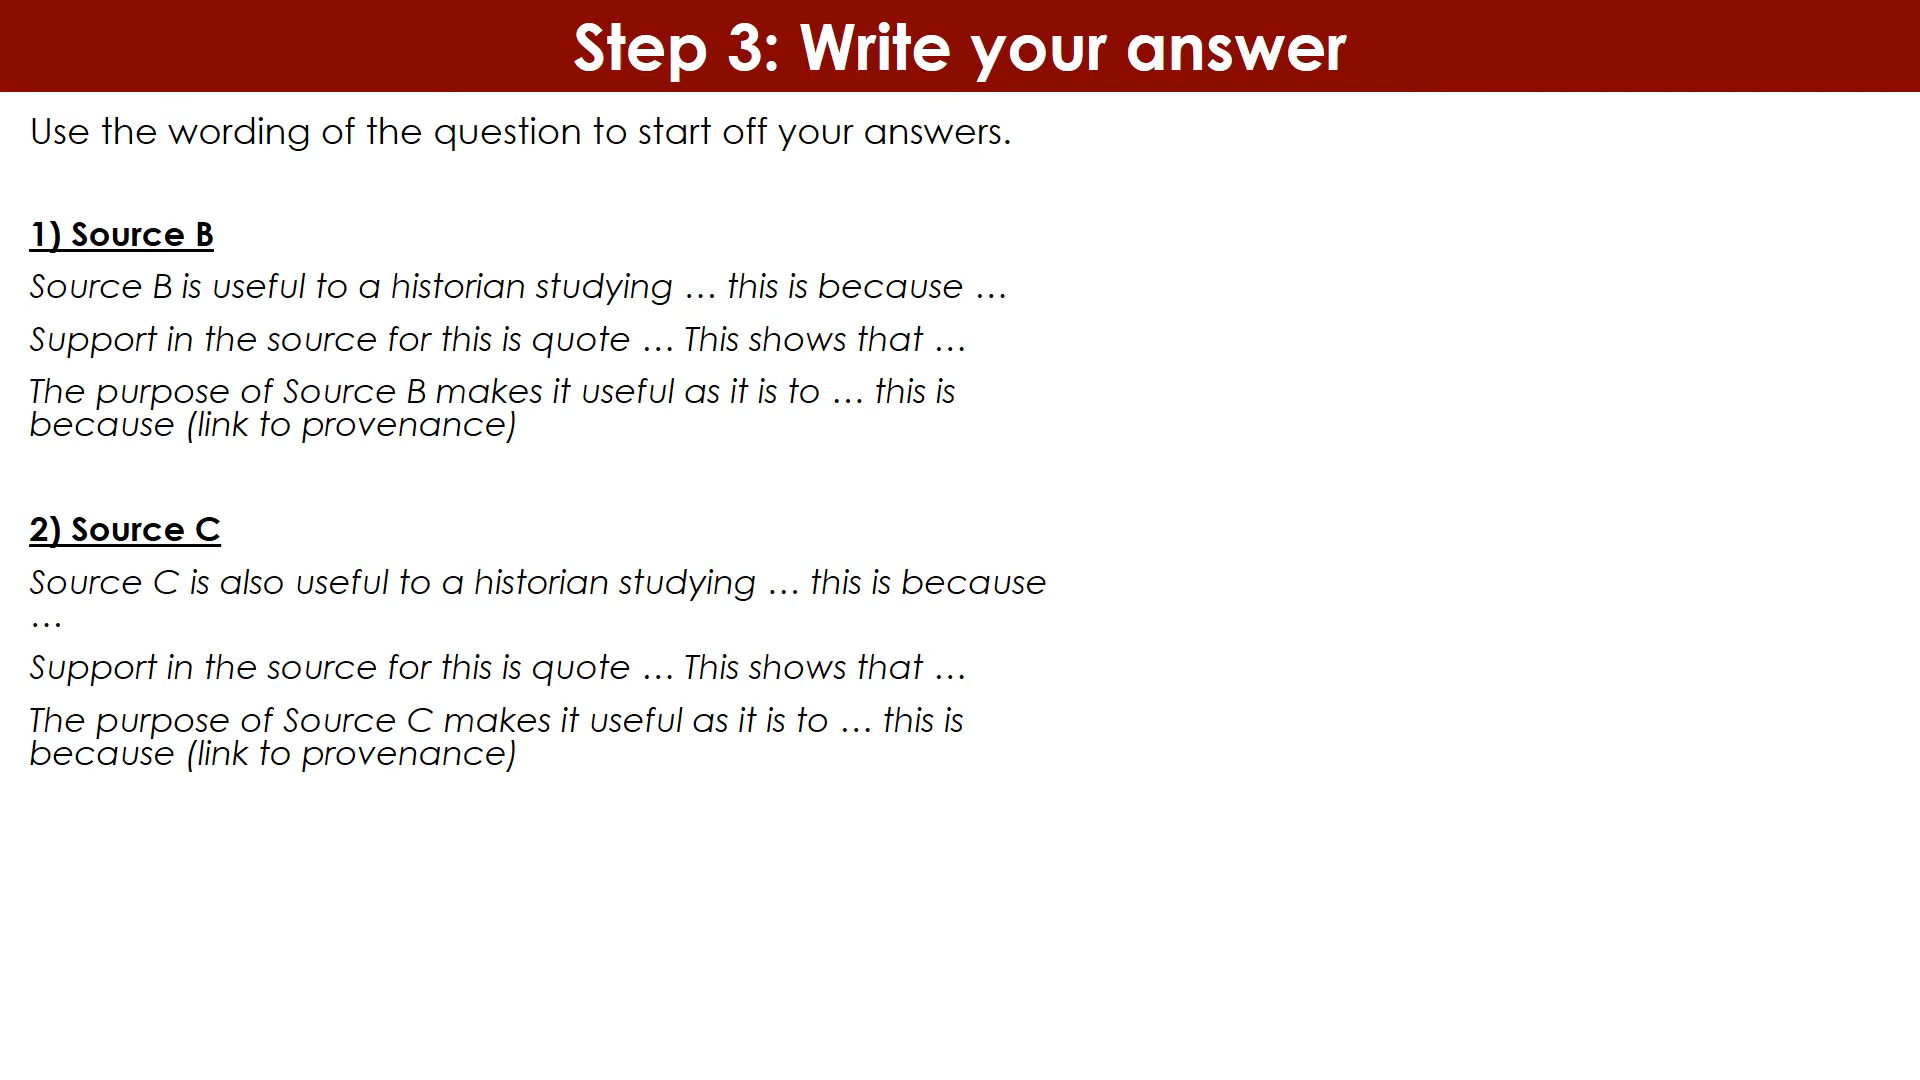 Step 3: Write your answer
Use the wording of the question to start off your answers.
1) Source B
Source B is useful to a historian studying … this is because …
Support in the source for this is quote … This shows that …
The purpose of Source B makes it useful as it is to … this is
because (link to provenance)
2) Source C
Source C is also useful to a historian studying … this is because
…
Support in the source for this is quote … This shows that …
The purpose of Source C makes it useful as it is to … this is
because (link to provenance)